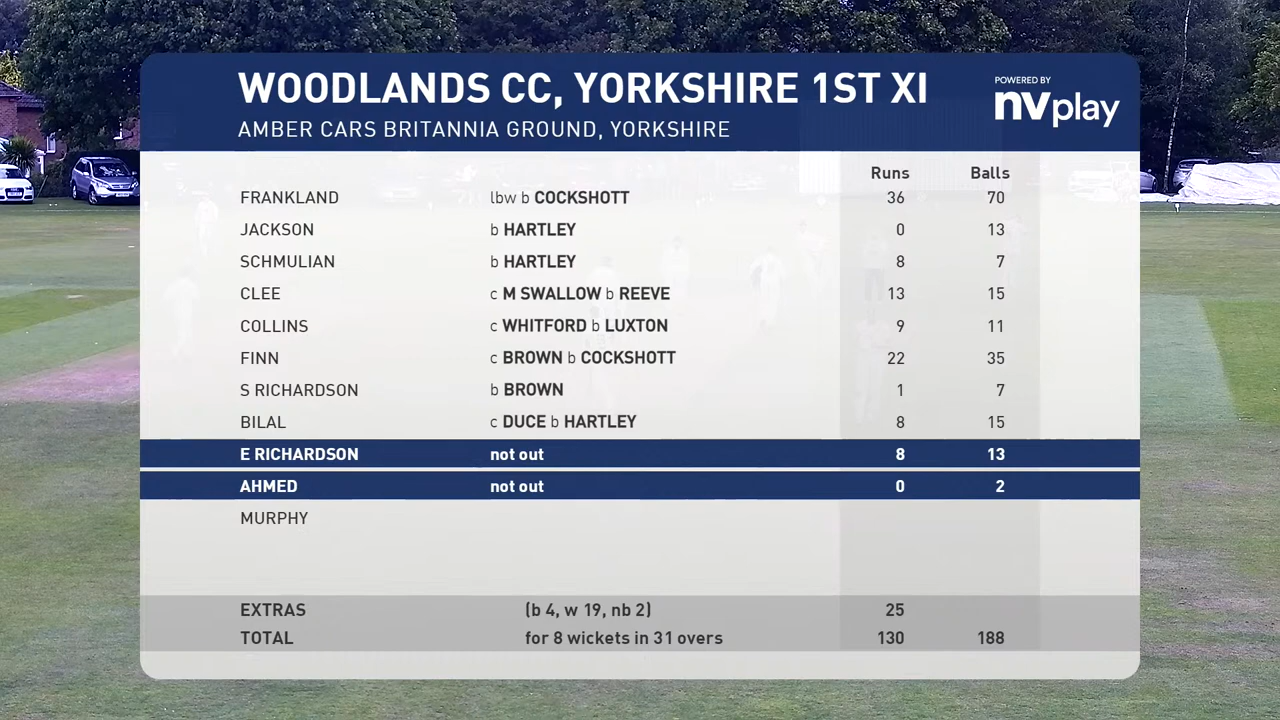 WOODLANDS CC, YORKSHIRE 1ST XI
AMBER CARS BRITANNIA GROUND, YORKSHIRE
POWERED BY
nvplay
Runs Balls
FRANKLAND lbw b COCKSHOTT 36 70
JACKSON b HARTLEY 0 13
SCHMULIAN b HARTLEY 8 7
CLEE c M SWALLOW b REEVE 13 15
COLLINS c WHITFORD b LUXTON 9 11
FINN c BROWN b COCKSHOTT 22 35
S RICHARDSON b BROWN 1 7
BILAL c DUCE b HARTLEY 8 15
E RICHARDSON not out 8 13
AHMED not out 0 2
MURPHY
EXTRAS (b 4, w 19, nb 2) 25
TOTAL for 8 wickets in 31 overs 130 188